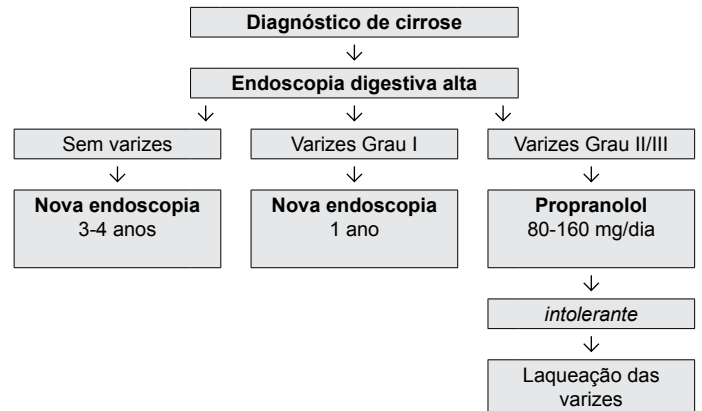 Diagnóstico de cirrose
Endoscopia digestiva alta
Sem varizes
Varizes Grau I
Varizes Grau II/III
Nova endoscopia
3-4 anos
Nova endoscopia
1 ano
Propranolol
80-160 mg/dia
intolerante
Laqueação das
varizes